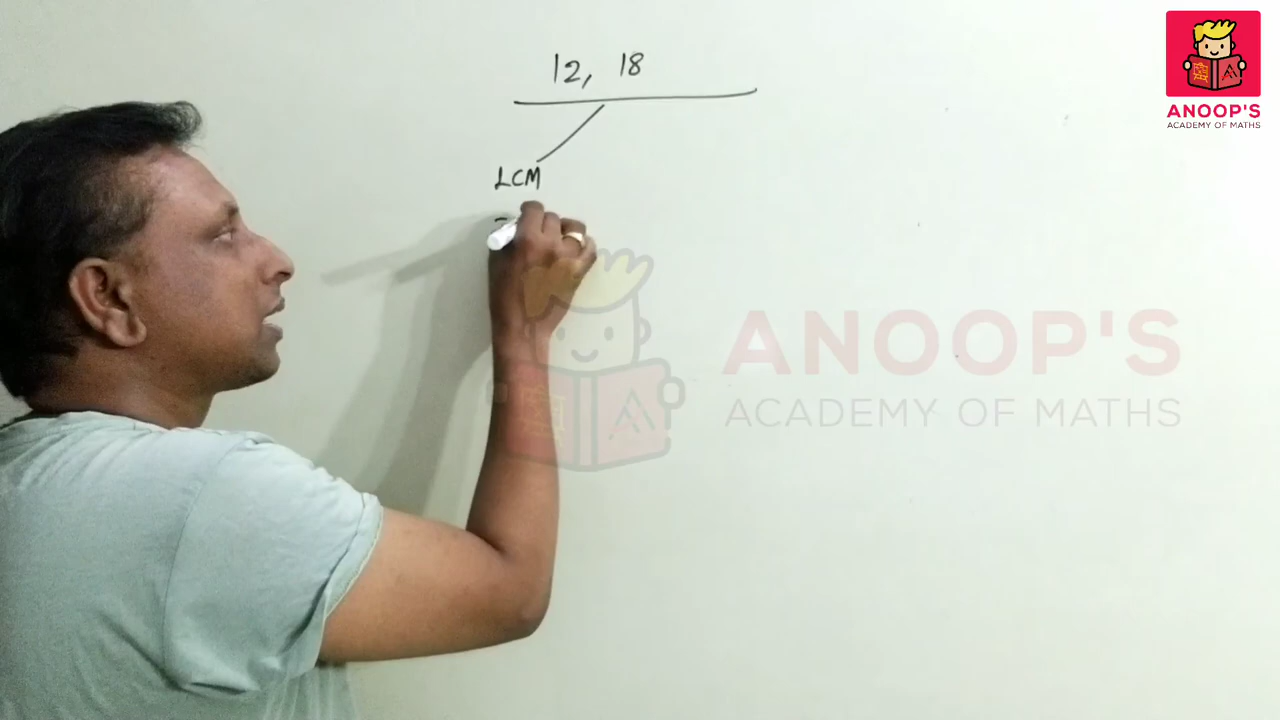 12, 18
LCM
ANOOP'S
ACADEMY OF MATHS
ANOOP'S
ACADEMY OF MATHS